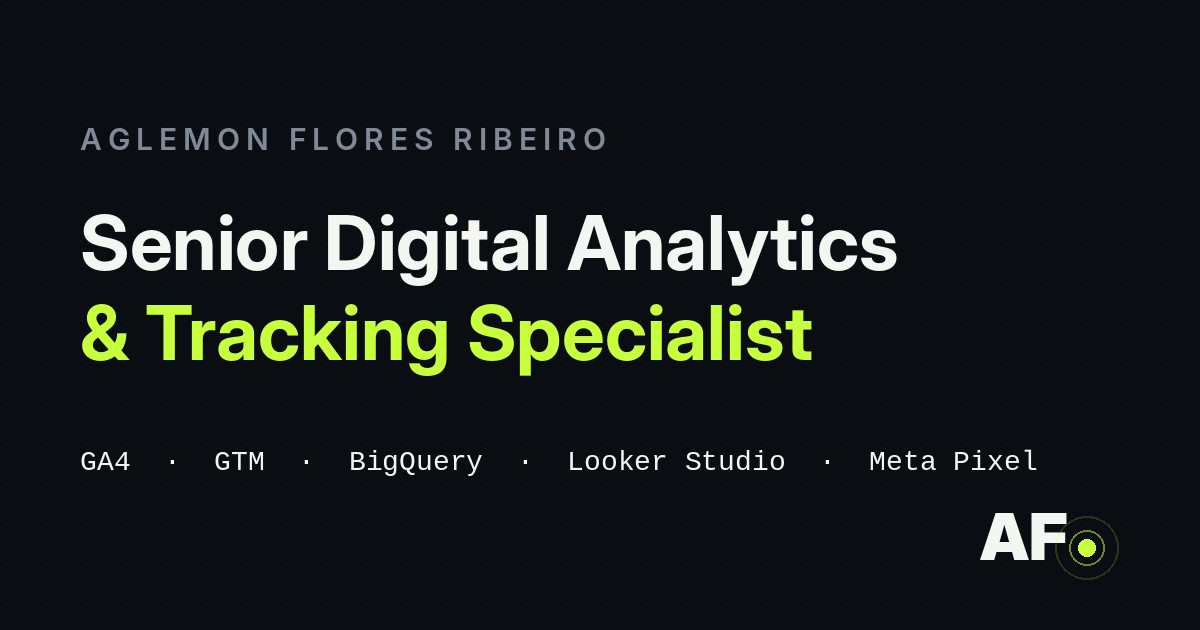 AGLEMON FLORES RIBEIRO
Senior Digital Analytics
& Tracking Specialist
GA4 · GTM · BigQuery · Looker Studio · Meta Pixel
AF